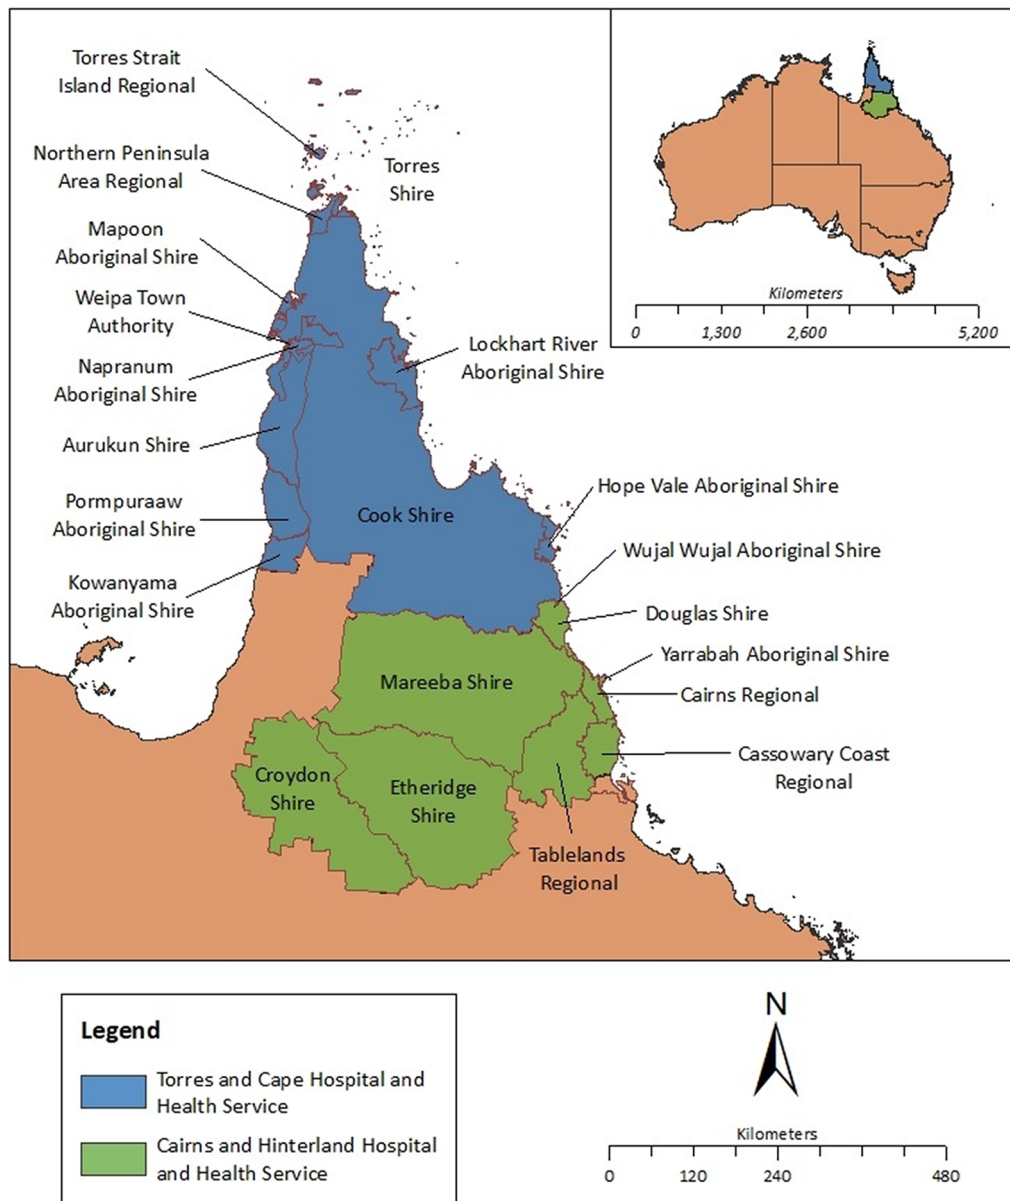 Torres Strait
Island Regional
Northern Peninsula
Area Regional
Torres
Shire
Mapoon
Aboriginal Shire
Weipa Town
Authority
Napranum
Aboriginal Shire
Lockhart River
Aboriginal Shire
Aurukun Shire
Pormpuraaw
Aboriginal Shire
Cook Shire
Hope Vale Aboriginal Shire
Wujal Wujal Aboriginal Shire
Kowanyama
Aboriginal Shire
Douglas Shire
Yarrabah Aboriginal Shire
Mareeba Shire
Cairns Regional
Cassowary Coast
Regional
Croydon
Shire
Etheridge
Shire
Tablelands
Regional
Kilometers
0 1,300 2,600 5,200
Legend
Torres and Cape Hospital and
Health Service
Cairns and Hinterland Hospital
and Health Service
N
Kilometers
0 120 240 480